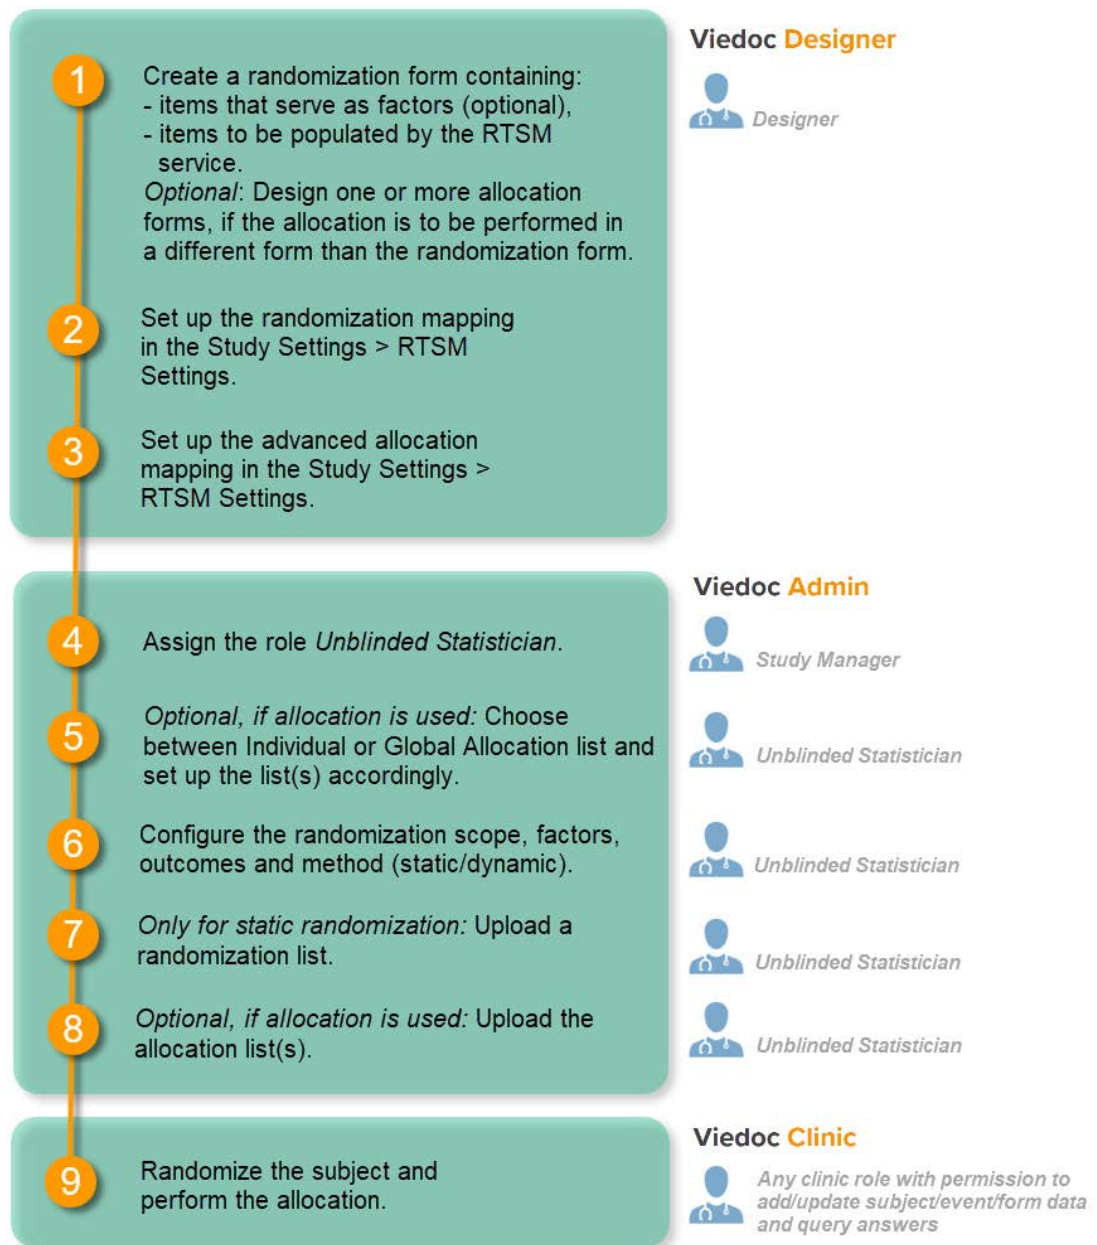 Viedoc Designer
Designer
1
Create a randomization form containing:
- items that serve as factors (optional),
- items to be populated by the RTSM
service.
Optional: Design one or more allocation
forms, if the allocation is to be performed in
a different form than the randomization form.
2
Set up the randomization mapping
in the Study Settings > RTSM
Settings.
3
Set up the advanced allocation
mapping in the Study Settings >
RTSM Settings.
Viedoc Admin
4
Assign the role Unblinded Statistician.
Study Manager
5
Optional, if allocation is used: Choose
between Individual or Global Allocation list and
set up the list(s) accordingly.
Unblinded Statistician
6
Configure the randomization scope, factors,
outcomes and method (static/dynamic).
Unblinded Statistician
7
Only for static randomization: Upload a
randomization list.
Unblinded Statistician
8
Optional, if allocation is used: Upload the
allocation list(s).
Unblinded Statistician
Viedoc Clinic
9
Randomize the subject and
perform the allocation.
Any clinic role with permission to
add/update subject/event/form data
and query answers